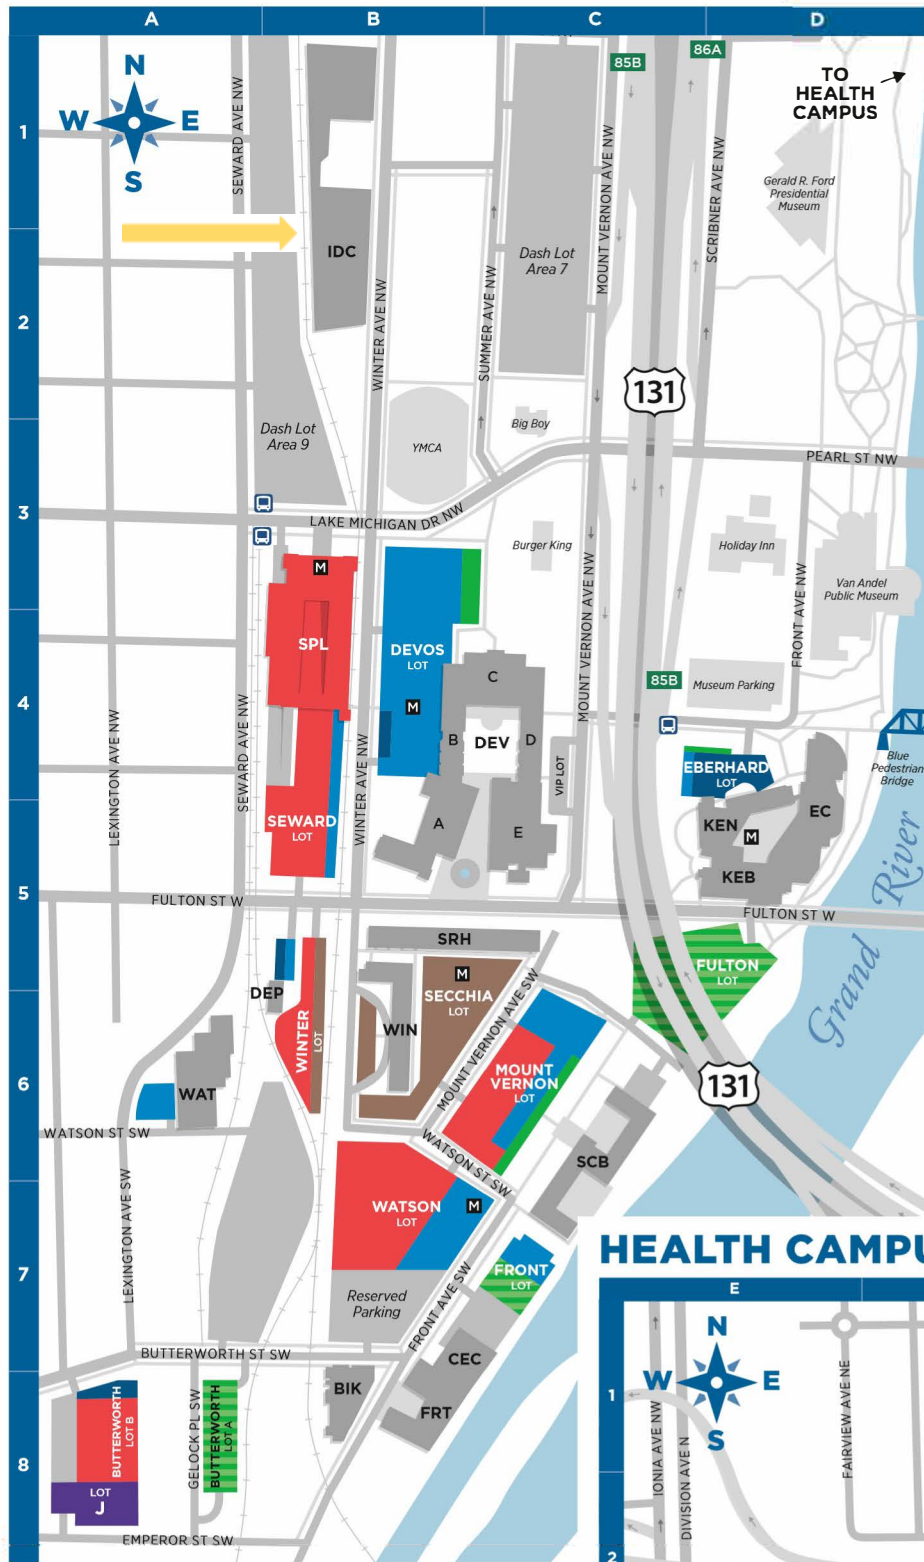 A
B
C
D
1
2
3
4
5
6
7
8
N
W
E
S
85B
86A
TO
HEALTH
CAMPUS
SEWARD AVE NW
MOUNT VERNON AVE NW
SCRIBNER AVE NW
Gerald R. Ford
Presidential
Museum
IDC
Dash Lot
Area 7
WINTER AVE NW
SUMMER AVE NW
131
Dash Lot
Area 9
YMCA
Big Boy
PEARL ST NW
LAKE MICHIGAN DR NW
Burger King
Holiday Inn
Van Andel
Public Museum
M
SPL
DEVOS
LOT
M
C
B
DEV
D
A
E
VIP LOT
MOUNT VERNON AVE NW
FRONT AVE NW
85B
Museum Parking
Blue
Pedestrian
Bridge
EBERHARD
LOT
KEN
M
EC
KEB
LEXINGTON AVE NW
SEWARD AVE NW
WINTER AVE NW
SEWARD
LOT
FULTON ST W
FULTON ST W
Grand River
SRH
DEP
WINTER
LOT
WIN
M
SECCHIA
LOT
FULTON
LOT
MOUNT VERNON AVE SW
MOUNT
VERNON
LOT
131
WAT
WATSON ST SW
WATSON ST SW
SCB
LEXINGTON AVE SW
WATSON
LOT
M
FRONT
LOT
Reserved
Parking
FRONT AVE SW
BUTTERWORTH ST SW
CEC
BIK
FRT
BUTTERWORTH
LOT B
GELOCK PL SW
BUTTERWORTH
LOT A
LOT
J
EMPEROR ST SW
HEALTH CAMPU
E
1
2
N
W
E
S
IONIA AVE NW
DIVISION AVE N
FAIRVIEW AVE NE